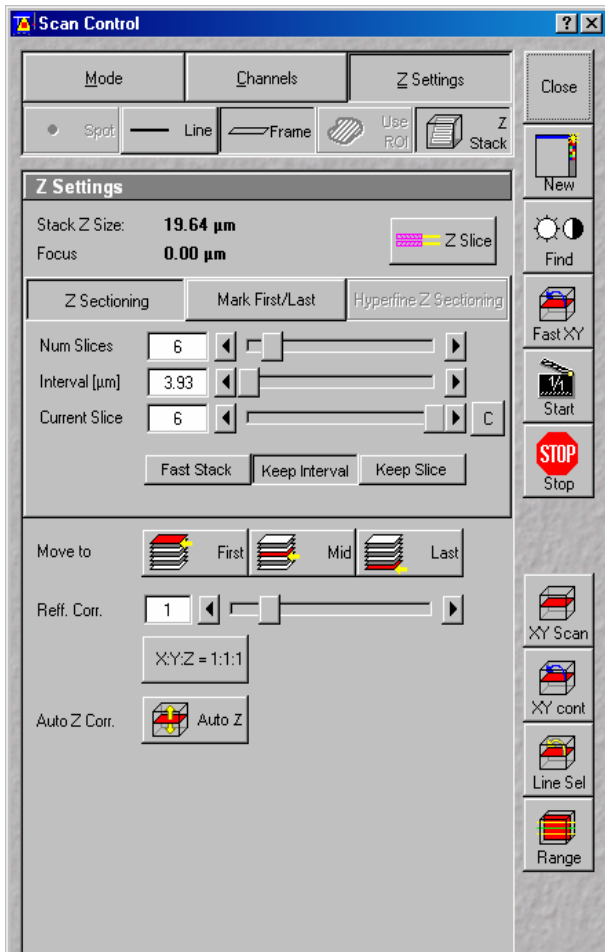 Scan Control
Mode
Channels
Z Settings
Close
Spot
Line
Frame
Use
ROI
Z
Stack
New
Z Settings
Stack Z Size: 19.64 µm
Focus 0.00 µm
Z Slice
Find
Z Sectioning
Mark First/Last
Hyperfine Z Sectioning
Num Slices 6
Interval [µm] 3.93
Current Slice 6
C
Fast XY
1/1
Start
Fast Stack
Keep Interval
Keep Slice
STOP
Stop
Move to
First
Mid
Last
Reff. Corr. 1
X:Y:Z = 1:1:1
Auto Z Corr.
Auto Z
XY Scan
XY cont
Line Sel
Range